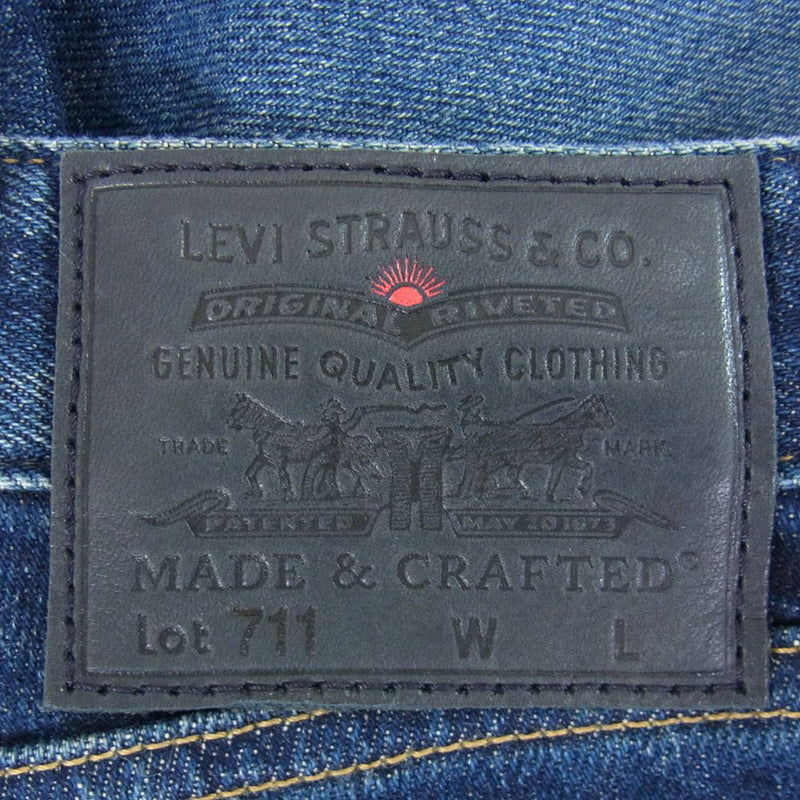 LEVI STRAUSS & CO.
ORIGINAL RIVETED
GENUINE QUALITY CLOTHING
TRADE MARK.
PATENTED MAY 20 1873
MADE & CRAFTED®
Lot 711 W L